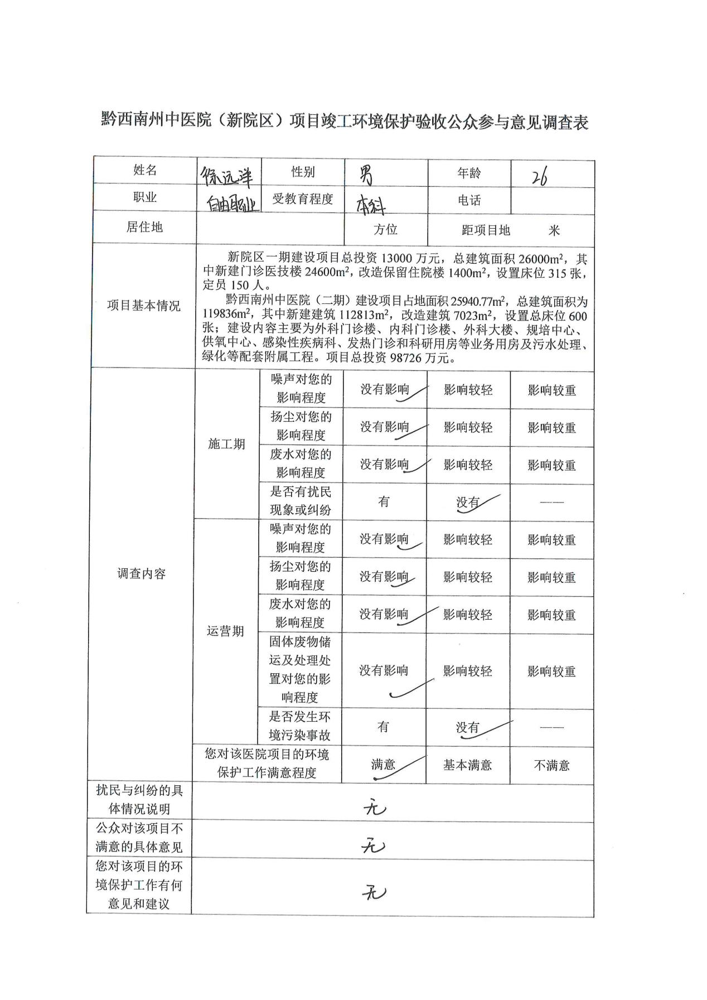 黔西南州中医院（新院区）项目竣工环境保护验收公众参与意见调查表
姓名 徐远洋 性别 男 年龄 26
职业 自由职业 受教育程度 本科 电话
居住地 方位 距项目地 米
项目基本情况
新院区一期建设项目总投资 13000 万元，总建筑面积 26000m²，其
中新建门诊医技楼 24600m²，改造保留住院楼 1400m²，设置床位 315 张，
定员 150 人。
黔西南州中医院（二期）建设项目占地面积 25940.77m²，总建筑面积为
119836m²，其中新建建筑 112813m²，改造建筑 7023m²，设置总床位 600
张；建设内容主要为外科门诊楼、内科门诊楼、外科大楼、规培中心、
供氧中心、感染性疾病科、发热门诊和科研用房等业务用房及污水处理、
绿化等配套附属工程。项目总投资 98726 万元。
调查内容
施工期
噪声对您的
影响程度
没有影响 ✓ 影响较轻 影响较重
扬尘对您的
影响程度
没有影响 ✓ 影响较轻 影响较重
废水对您的
影响程度
没有影响 ✓ 影响较轻 影响较重
是否有扰民
现象或纠纷
有 没有 ✓ ——
运营期
噪声对您的
影响程度
没有影响 ✓ 影响较轻 影响较重
扬尘对您的
影响程度
没有影响 ✓ 影响较轻 影响较重
废水对您的
影响程度
没有影响 ✓ 影响较轻 影响较重
固体废物储
运及处理处
置对您的影
响程度
没有影响 ✓ 影响较轻 影响较重
是否发生环
境污染事故
有 没有 ✓ ——
您对该医院项目的环境
保护工作满意程度
满意 ✓ 基本满意 不满意
扰民与纠纷的具
体情况说明
无
公众对该项目不
满意的具体意见
无
您对该项目的环
境保护工作有何
意见和建议
无